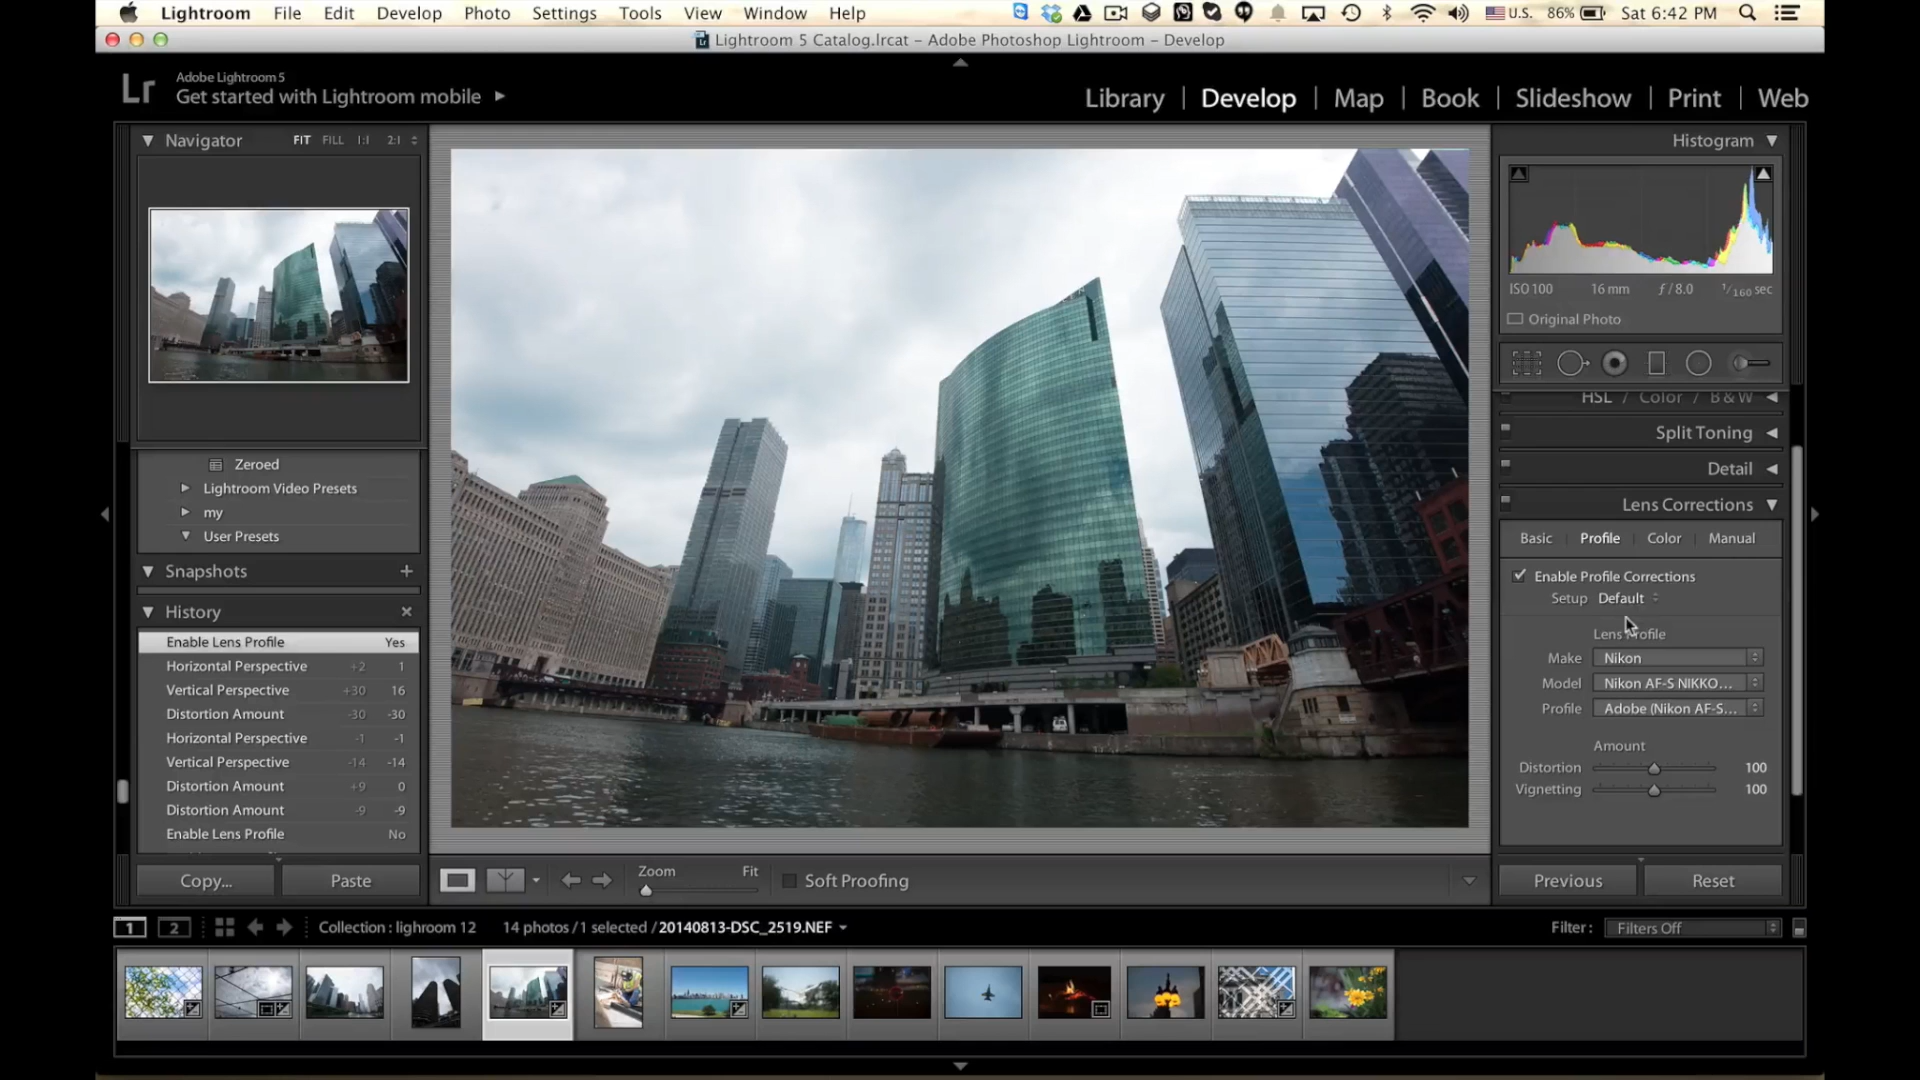 Lightroom File Edit Develop Photo Settings Tools View Window Help U.S. 86% Sat 6:42 PM
Lightroom 5 Catalog.lrcat – Adobe Photoshop Lightroom – Develop
Lr Adobe Lightroom 5
Get started with Lightroom mobile
Library | Develop | Map | Book | Slideshow | Print | Web
Navigator FIT FILL 1:1 2:1
Zeroed
Lightroom Video Presets
my
User Presets
Snapshots +
History ×
Enable Lens Profile Yes
Horizontal Perspective +2 1
Vertical Perspective +30 16
Distortion Amount -30 -30
Horizontal Perspective -1 -1
Vertical Perspective -14 -14
Distortion Amount +9 0
Distortion Amount -9 -9
Enable Lens Profile No
Copy... Paste
Zoom Fit
Soft Proofing
Histogram
ISO 100 16 mm ƒ / 8.0 1/160 sec
Original Photo
HSL / Color / B & W
Split Toning
Detail
Lens Corrections
Basic Profile Color Manual
Enable Profile Corrections
Setup Default
Lens Profile
Make Nikon
Model Nikon AF-S NIKKO...
Profile Adobe (Nikon AF-S...
Amount
Distortion 100
Vignetting 100
Previous Reset
1 2 Collection : lighroom 12 14 photos / 1 selected / 20140813-DSC_2519.NEF Filter : Filters Off